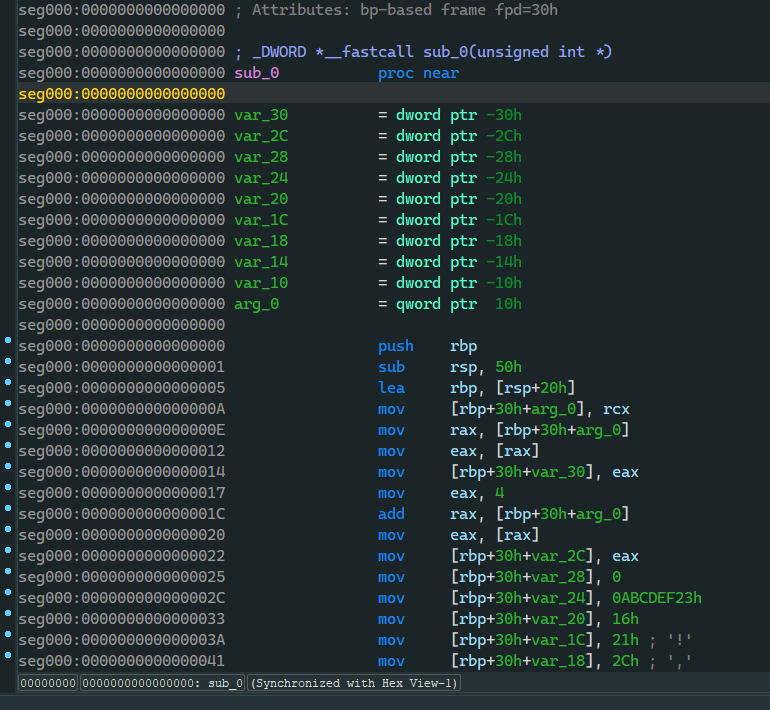 seg000:0000000000000000 ; Attributes: bp-based frame fpd=30h
seg000:0000000000000000
seg000:0000000000000000 ; _DWORD *__fastcall sub_0(unsigned int *)
seg000:0000000000000000 sub_0 proc near
seg000:0000000000000000
seg000:0000000000000000 var_30 = dword ptr -30h
seg000:0000000000000000 var_2C = dword ptr -2Ch
seg000:0000000000000000 var_28 = dword ptr -28h
seg000:0000000000000000 var_24 = dword ptr -24h
seg000:0000000000000000 var_20 = dword ptr -20h
seg000:0000000000000000 var_1C = dword ptr -1Ch
seg000:0000000000000000 var_18 = dword ptr -18h
seg000:0000000000000000 var_14 = dword ptr -14h
seg000:0000000000000000 var_10 = dword ptr -10h
seg000:0000000000000000 arg_0 = qword ptr 10h
seg000:0000000000000000
seg000:0000000000000000 push rbp
seg000:0000000000000001 sub rsp, 50h
seg000:0000000000000005 lea rbp, [rsp+20h]
seg000:000000000000000A mov [rbp+30h+arg_0], rcx
seg000:000000000000000E mov rax, [rbp+30h+arg_0]
seg000:0000000000000012 mov eax, [rax]
seg000:0000000000000014 mov [rbp+30h+var_30], eax
seg000:0000000000000017 mov eax, 4
seg000:000000000000001C add rax, [rbp+30h+arg_0]
seg000:0000000000000020 mov eax, [rax]
seg000:0000000000000022 mov [rbp+30h+var_2C], eax
seg000:0000000000000025 mov [rbp+30h+var_28], 0
seg000:000000000000002C mov [rbp+30h+var_24], 0ABCDEF23h
seg000:0000000000000033 mov [rbp+30h+var_20], 16h
seg000:000000000000003A mov [rbp+30h+var_1C], 21h ; '!'
seg000:0000000000000041 mov [rbp+30h+var_18], 2Ch ; ','
00000000 0000000000000000: sub_0 (Synchronized with Hex View-1)